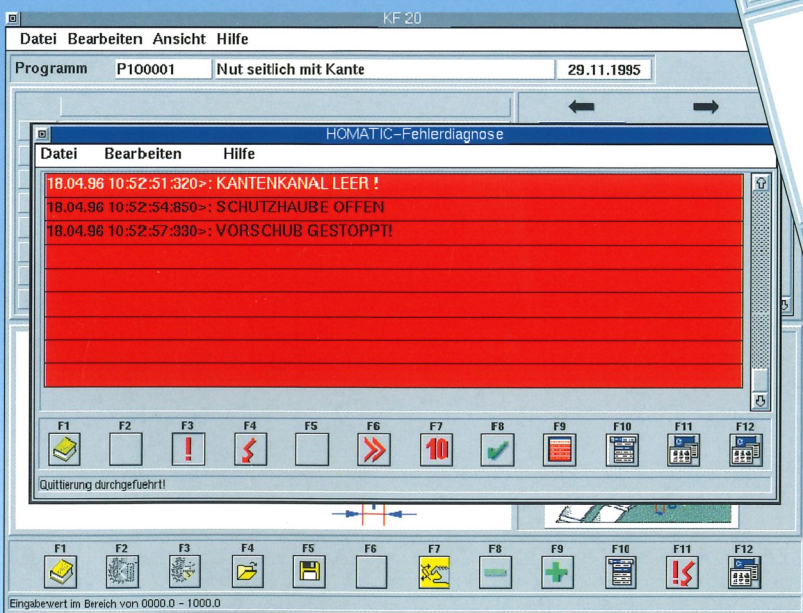 KF 20
Datei Bearbeiten Ansicht Hilfe
Programm P100001 Nut seitlich mit Kante 29.11.1995
HOMATIC-Fehlerdiagnose
Datei Bearbeiten Hilfe
18.04.96 10:52:51:320>: KANTENKANAL LEER !
18.04.96 10:52:54:850>: SCHUTZHAUBE OFFEN
18.04.96 10:52:57:330>: VORSCHUB GESTOPPT!
F1 F2 F3 F4 F5 F6 F7 F8 F9 F10 F11 F12
10
Quittierung durchgefuehrt!
F1 F2 F3 F4 F5 F6 F7 F8 F9 F10 F11 F12
Eingabewert im Bereich von 0000.0 - 1000.0